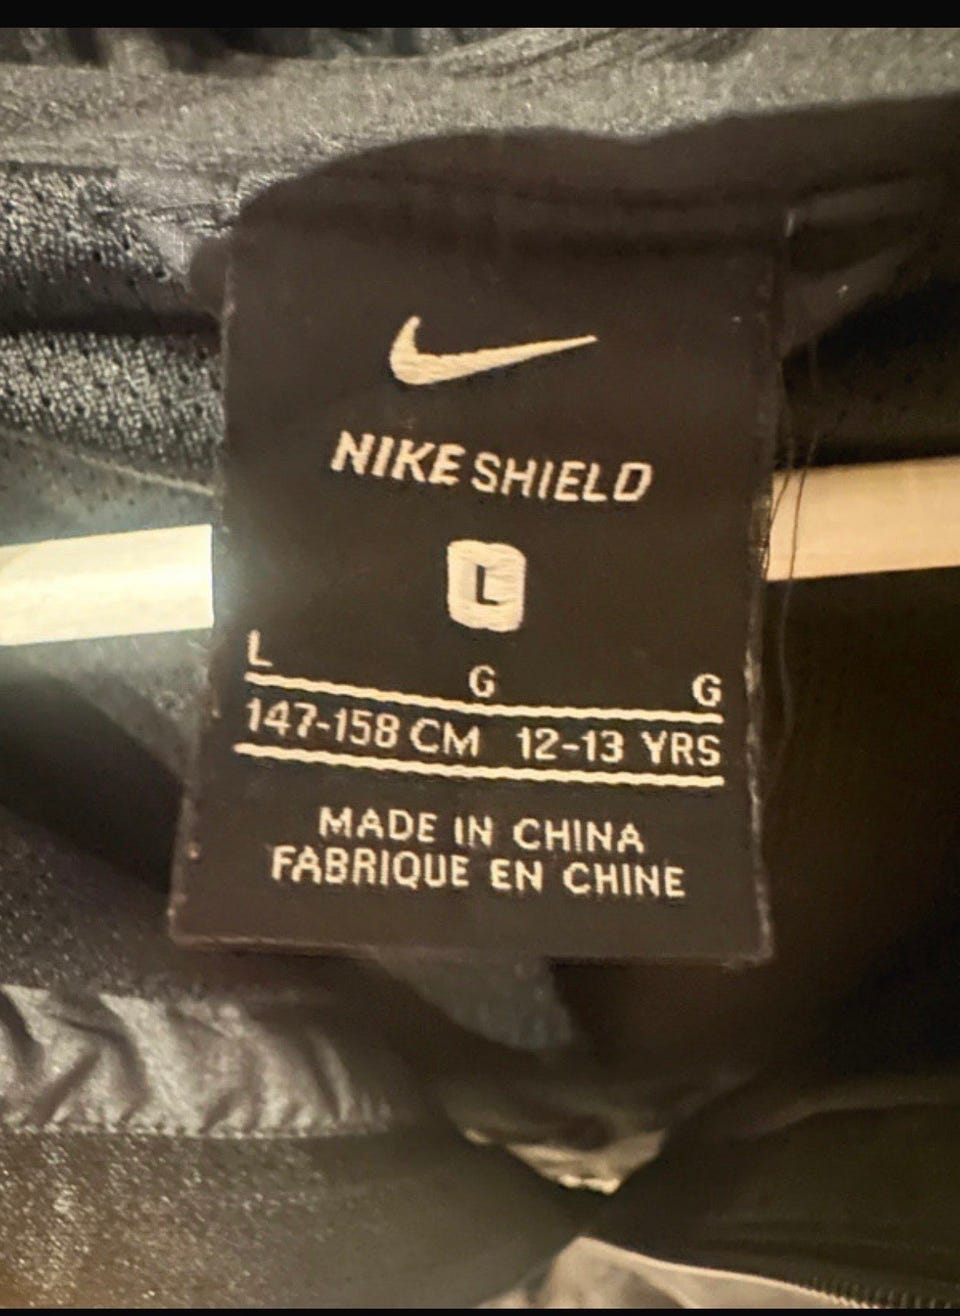 NIKE SHIELD
L
L G G
147-158 CM 12-13 YRS
MADE IN CHINA
FABRIQUE EN CHINE